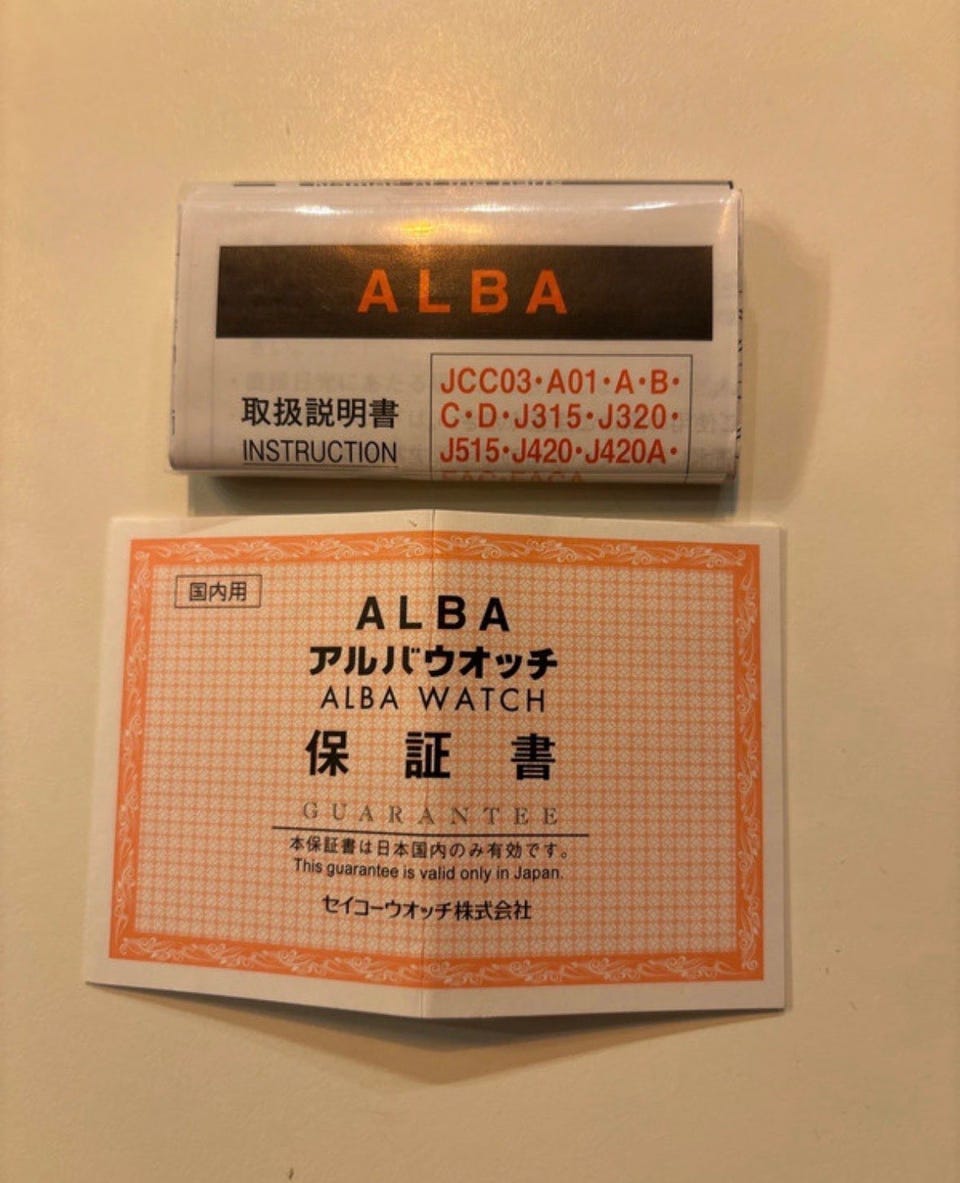 ALBA
取扱説明書
INSTRUCTION
JCC03・A01・A・B・
C・D・J315・J320・
J515・J420・J420A・
国内用
ALBA
アルバウオッチ
ALBA WATCH
保証書
GUARANTEE
本保証書は日本国内のみ有効です。
This guarantee is valid only in Japan.
セイコーウオッチ株式会社